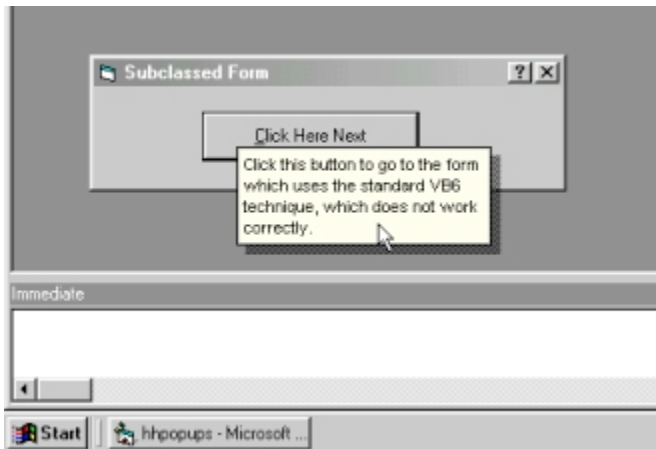 Subclassed Form
Click Here Next
Click this button to go to the form
which uses the standard VB6
technique, which does not work
correctly.
Immediate
Start
hhpopups - Microsoft ...